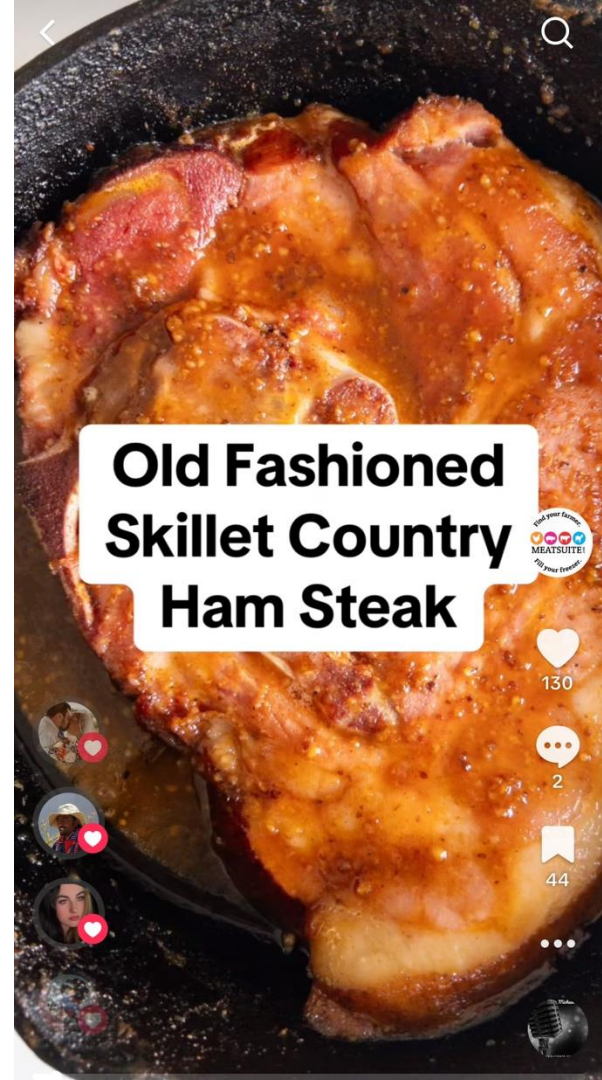 Old Fashioned
Skillet Country
Ham Steak
Find your farmer.
MEATSUITE!
Fill your freezer.
130
2
44